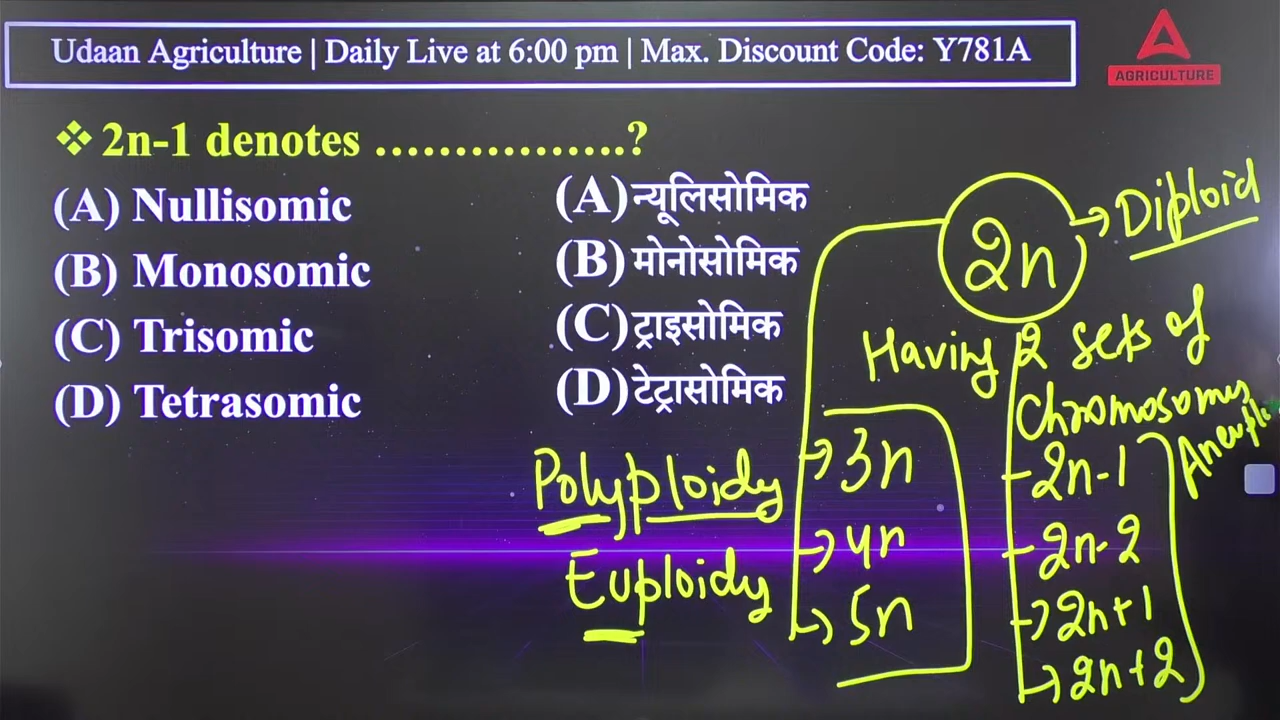 Udaan Agriculture | Daily Live at 6:00 pm | Max. Discount Code: Y781A
AGRICULTURE
❖ 2n-1 denotes …………….?
(A) Nullisomic
(B) Monosomic
(C) Trisomic
(D) Tetrasomic
(A) न्यूलिसोमिक
(B) मोनोसोमिक
(C) ट्राइसोमिक
(D) टेट्रासोमिक
2n → Diploid
Having 2 sets of
Chromosomes
Polyploidy
Euploidy
→ 3n
→ 4n
→ 5n
2n-1
2n-2
→ 2n+1
→ 2n+2